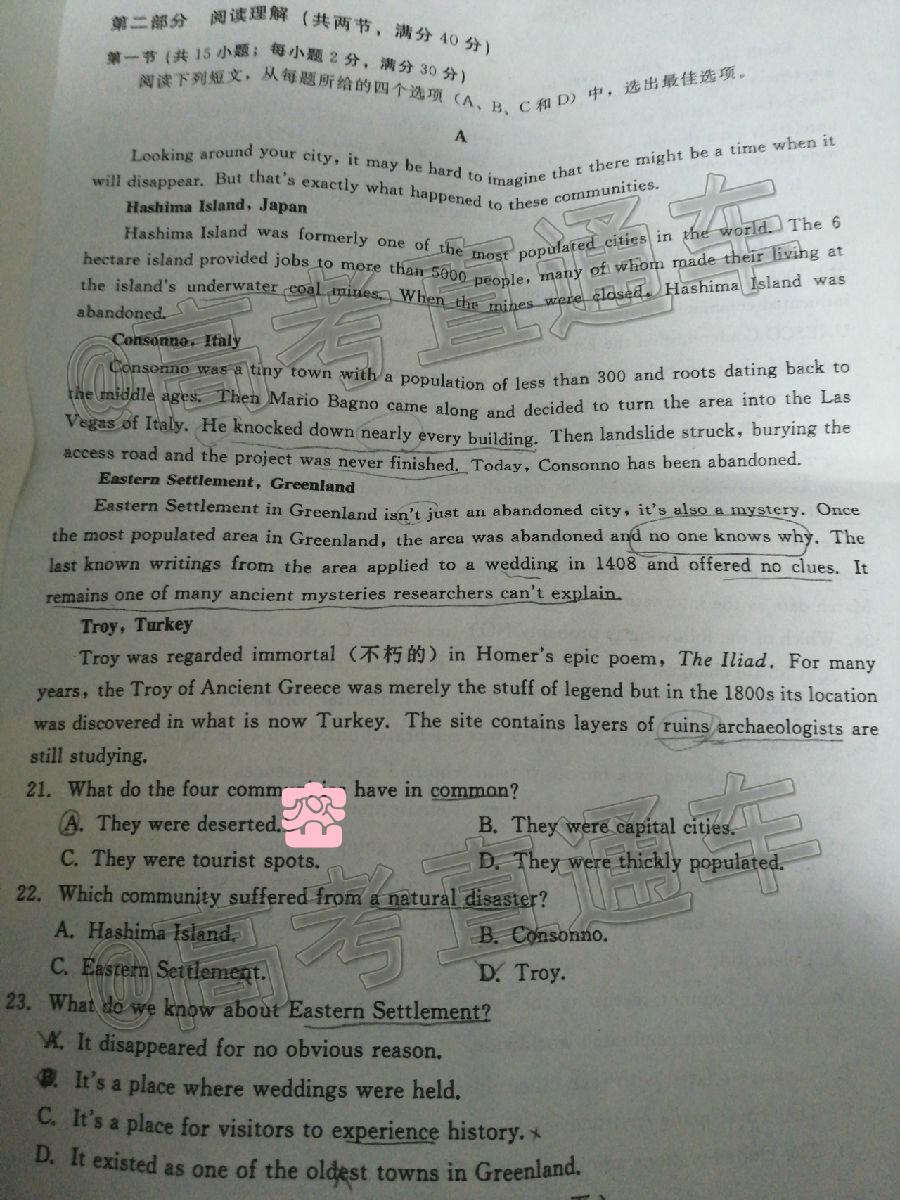 第二部分 阅读理解(共两节,满分40分)
第一节(共15小题;每小题2分,满分30分)
阅读下列短文,从每题所给的四个选项(A、B、C和D)中,选出最佳选项。
A
Looking around your city, it may be hard to imagine that there might be a time when it
will disappear. But that's exactly what happened to these communities.
Hashima Island, Japan
Hashima Island was formerly one of the most populated cities in the world. The 6
hectare island provided jobs to more than 5000 people, many of whom made their living at
the island's underwater coal mines. When the mines were closed, Hashima Island was
abandoned.
Consonno, Italy
Consonno was a tiny town with a population of less than 300 and roots dating back to
the middle ages. Then Mario Bagno came along and decided to turn the area into the Las
Vegas of Italy. He knocked down nearly every building. Then landslide struck, burying the
access road and the project was never finished. Today, Consonno has been abandoned.
Eastern Settlement, Greenland
Eastern Settlement in Greenland isn't just an abandoned city, it's also a mystery. Once
the most populated area in Greenland, the area was abandoned and no one knows why. The
last known writings from the area applied to a wedding in 1408 and offered no clues. It
remains one of many ancient mysteries researchers can't explain.
Troy, Turkey
Troy was regarded immortal (不朽的) in Homer's epic poem, The Iliad. For many
years, the Troy of Ancient Greece was merely the stuff of legend but in the 1800s its location
was discovered in what is now Turkey. The site contains layers of ruins archaeologists are
still studying.
21. What do the four have in common?
A. They were deserted. B. They were capital cities.
C. They were tourist spots. D. They were thickly populated.
22. Which community suffered from a natural disaster?
A. Hashima Island. B. Consonno.
C. Eastern Settlement. D. Troy.
23. What do we know about Eastern Settlement?
A. It disappeared for no obvious reason.
B. It's a place where weddings were held.
C. It's a place for visitors to experience history.
D. It existed as one of the oldest towns in Greenland.
@高考直通车
@高考直通车